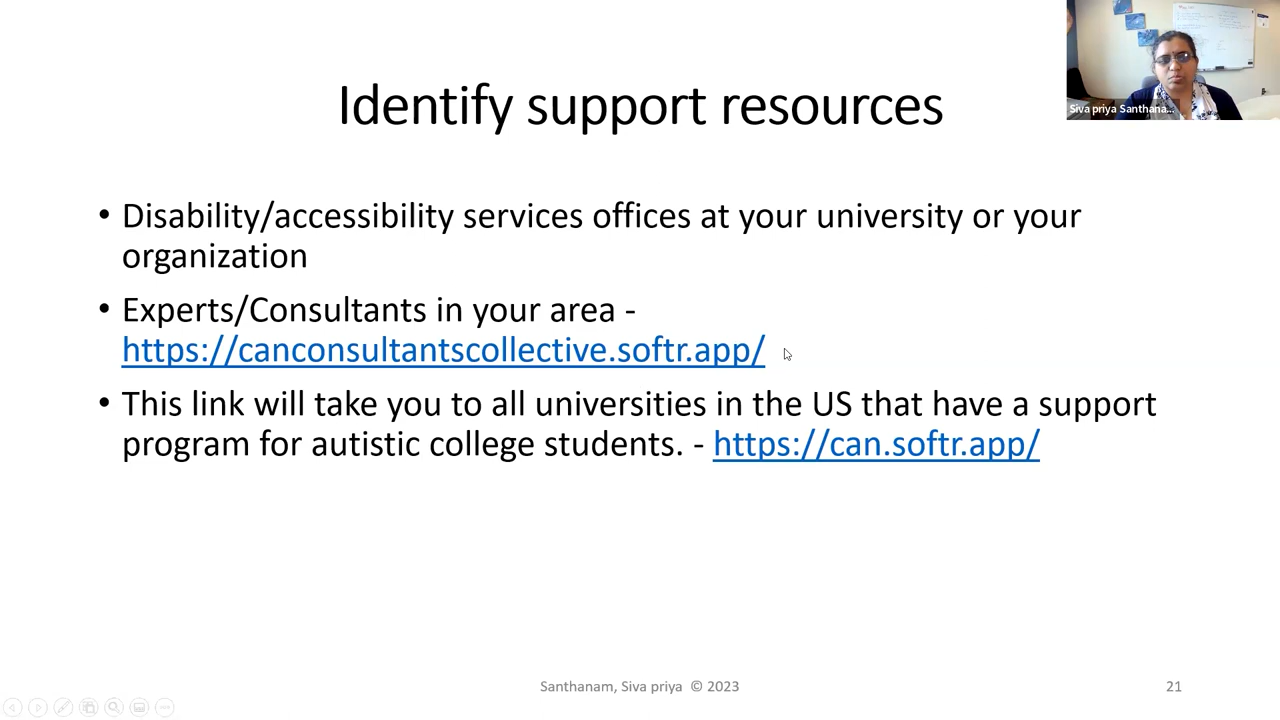 Siva priya Santhana...
Identify support resources
• Disability/accessibility services offices at your university or your
organization
• Experts/Consultants in your area -
https://canconsultantscollective.softr.app/
• This link will take you to all universities in the US that have a support
program for autistic college students. - https://can.softr.app/
Santhanam, Siva priya © 2023
21